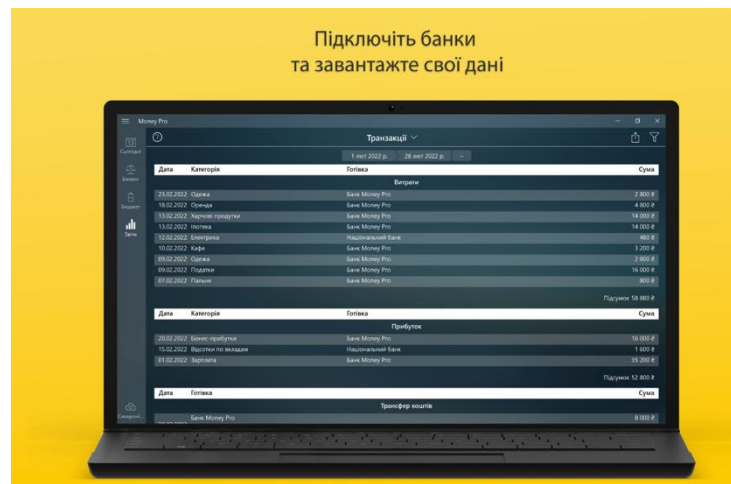 Підключіть банки
та завантажте свої дані
Money Pro
Транзакції
12
Сьогодні
1 лют 2022 р. 28 лют 2022 р.
Баланс
Бюджет
Звіти
Дата Категорія Готівка Сума
Витрати
23.02.2022 Одежа Банк Money Pro 2 800 ₴
18.02.2022 Оренда Банк Money Pro 4 800 ₴
13.02.2022 Харчові продукти Банк Money Pro 14 000 ₴
13.02.2022 Іпотека Банк Money Pro 14 000 ₴
12.02.2022 Електрика Національний банк 480 ₴
10.02.2022 Кафе Банк Money Pro 3 200 ₴
09.02.2022 Одежа Банк Money Pro 2 800 ₴
09.02.2022 Податки Банк Money Pro 16 000 ₴
07.02.2022 Пальне Банк Money Pro 800 ₴
Підсумок 58 880 ₴
Дата Категорія Готівка Сума
Прибуток
20.02.2022 Бізнес-прибутки Банк Money Pro 16 000 ₴
15.02.2022 Відсотки по вкладам Національний банк 1 600 ₴
01.02.2022 Зарплата Банк Money Pro 35 200 ₴
Підсумок 52 800 ₴
Дата Готівка Сума
Трансфер коштів
Банк Money Pro 8 000 ₴
Синхроні...